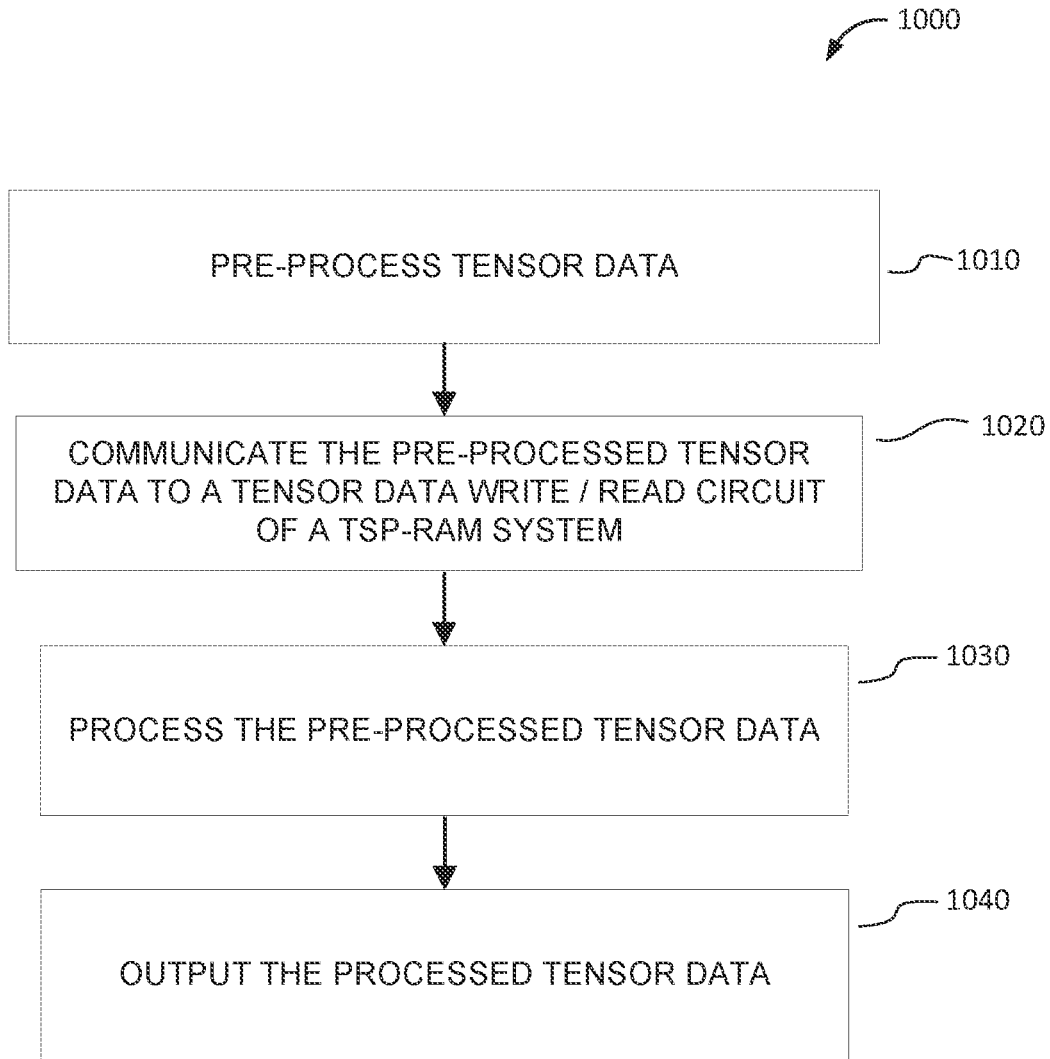 1000
PRE-PROCESS TENSOR DATA
1010
COMMUNICATE THE PRE-PROCESSED TENSOR
DATA TO A TENSOR DATA WRITE / READ CIRCUIT
OF A TSP-RAM SYSTEM
1020
PROCESS THE PRE-PROCESSED TENSOR DATA
1030
OUTPUT THE PROCESSED TENSOR DATA
1040